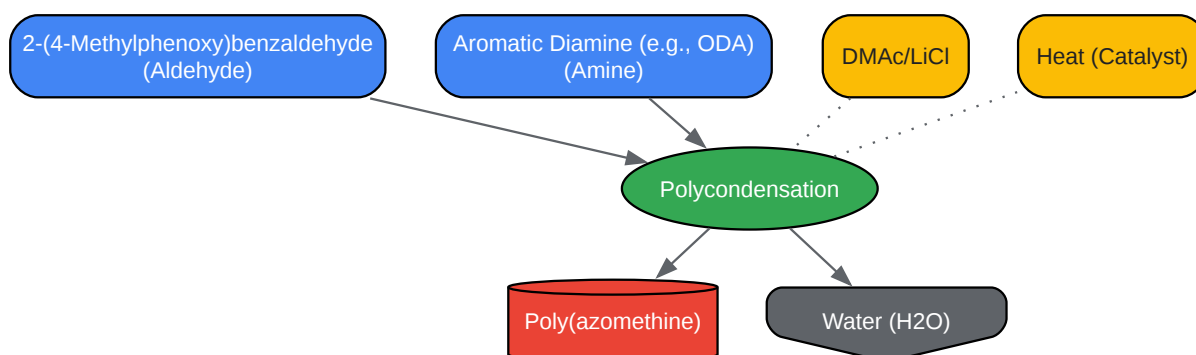 2-(4-Methylphenoxy)benzaldehyde
(Aldehyde)
Aromatic Diamine (e.g., ODA)
(Amine)
DMAc/LiCl
Heat (Catalyst)
Polycondensation
Poly(azomethine)
Water (H2O)